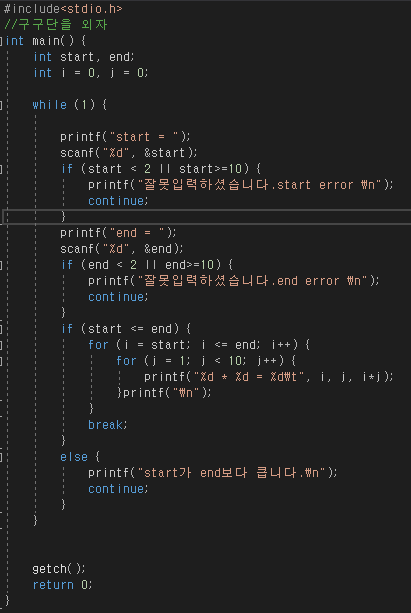 #include<stdio.h>
//구구단을 외자
int main() {
    int start, end;
    int i = 0, j = 0;
    while (1) {
        printf("start = ");
        scanf("%d", &start);
        if (start < 2 || start>=10) {
            printf("잘못입력하셨습니다.start error ₩n");
            continue;
        }
        printf("end = ");
        scanf("%d", &end);
        if (end < 2 || end>=10) {
            printf("잘못입력하셨습니다.end error ₩n");
            continue;
        }
        if (start <= end) {
            for (i = start; i <= end; i++) {
                for (j = 1; j < 10; j++) {
                    printf("%d * %d = %d₩t", i, j, i*j);
                }printf("₩n");
            }
            break;
        }
        else {
            printf("start가 end보다 큽니다.₩n");
            continue;
        }
    }
    getch();
    return 0;
}